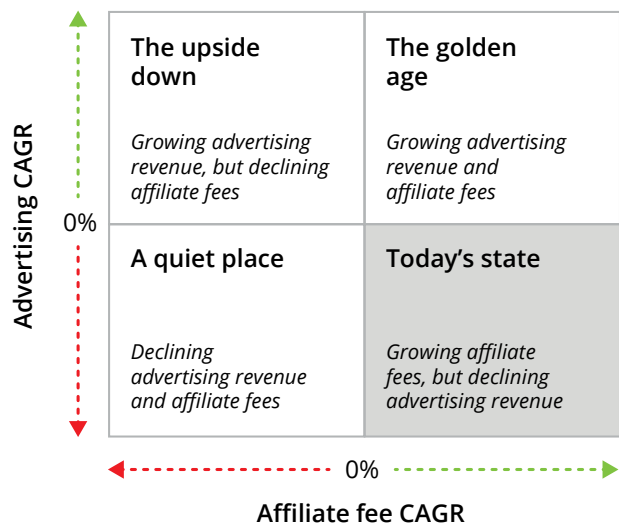 The upside
down
Growing advertising
revenue, but declining
affiliate fees
The golden
age
Growing advertising
revenue and
affiliate fees
Advertising CAGR
0%
A quiet place
Declining
advertising revenue
and affiliate fees
Today’s state
Growing affiliate
fees, but declining
advertising revenue
0%
Affiliate fee CAGR